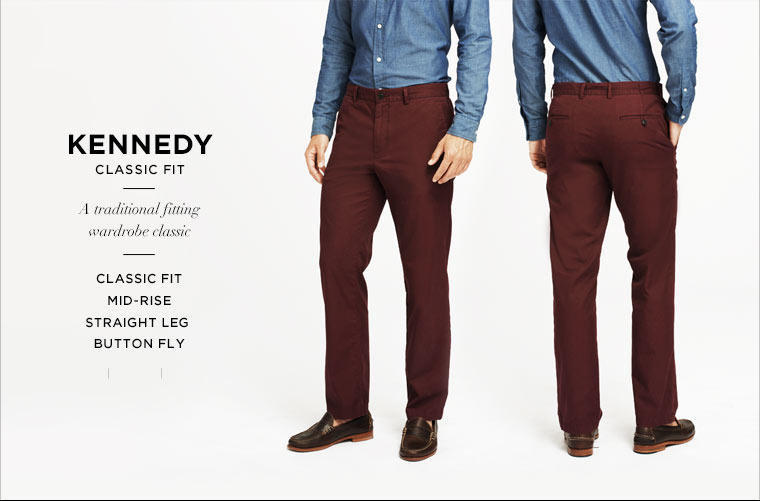 KENNEDY
CLASSIC FIT
A traditional fitting
wardrobe classic
CLASSIC FIT
MID-RISE
STRAIGHT LEG
BUTTON FLY